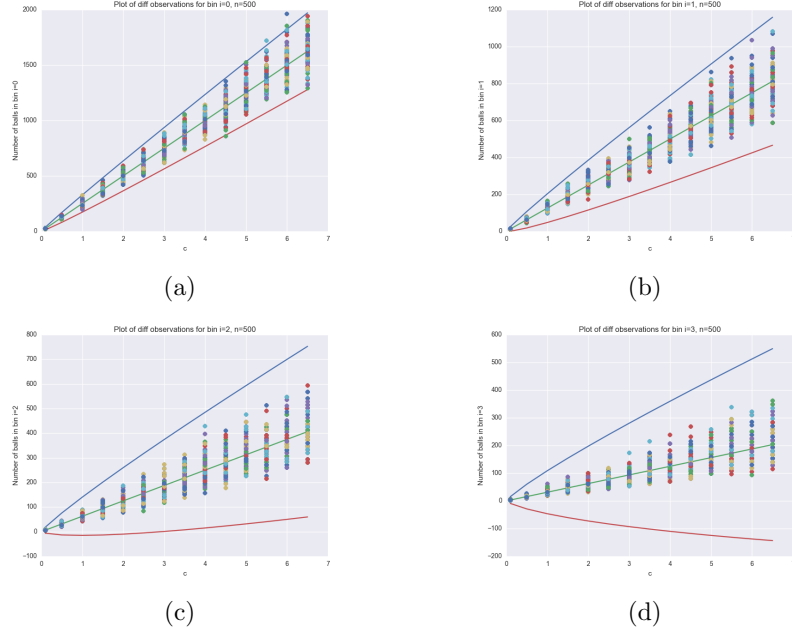 Plot of diff observations for bin i=0, n=500
Number of balls in bin i=0
2000
1500
1000
500
0
0 1 2 3 4 5 6 7
c
(a)
Plot of diff observations for bin i=1, n=500
Number of balls in bin i=1
1200
1000
800
600
400
200
0
0 1 2 3 4 5 6 7
c
(b)
Plot of diff observations for bin i=2, n=500
Number of balls in bin i=2
800
700
600
500
400
300
200
100
0
−100
0 1 2 3 4 5 6 7
c
(c)
Plot of diff observations for bin i=3, n=500
Number of balls in bin i=3
600
500
400
300
200
100
0
−100
−200
0 1 2 3 4 5 6
c
(d)